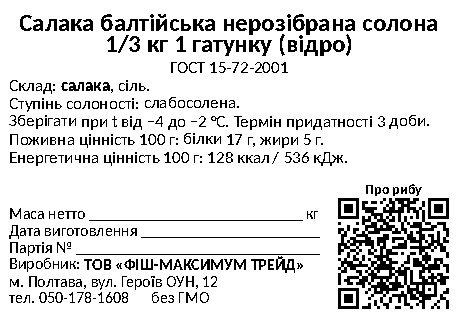 Салака балтійська нерозібрана солона
1/3 кг 1 гатунку (відро)
ГОСТ 15-72-2001
Склад: салака, сіль.
Ступінь солоності: слабосолена.
Зберігати при t від −4 до −2 °С. Термін придатності 3 доби.
Поживна цінність 100 г: білки 17 г, жири 5 г.
Енергетична цінність 100 г: 128 ккал / 536 кДж.
Про рибу
Маса нетто ____________________________ кг
Дата виготовлення ________________________
Партія № ________________________________
Виробник: ТОВ «ФІШ-МАКСИМУМ ТРЕЙД»
м. Полтава, вул. Героїв ОУН, 12
тел. 050-178-1608 без ГМО